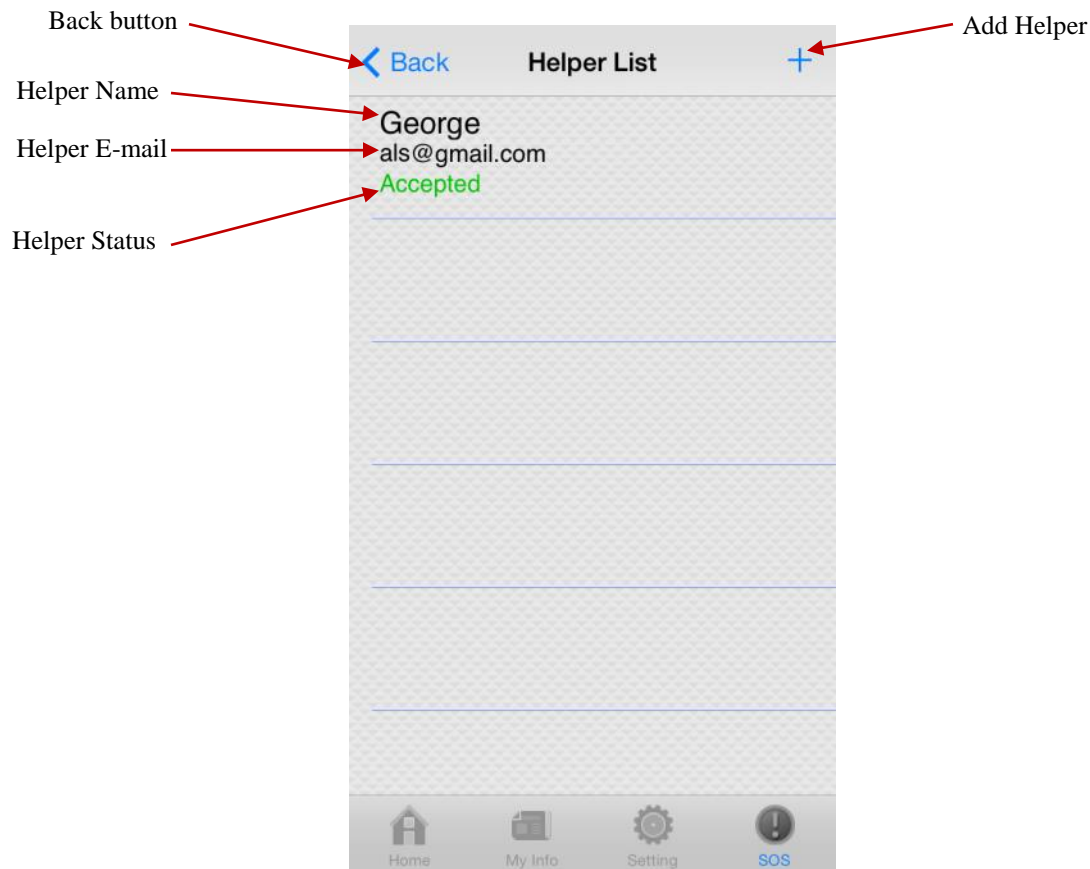 Back button
Add Helper
Back
Helper List
Helper Name
George
Helper E-mail
als@gmail.com
Accepted
Helper Status
Home
My Info
Setting
SOS